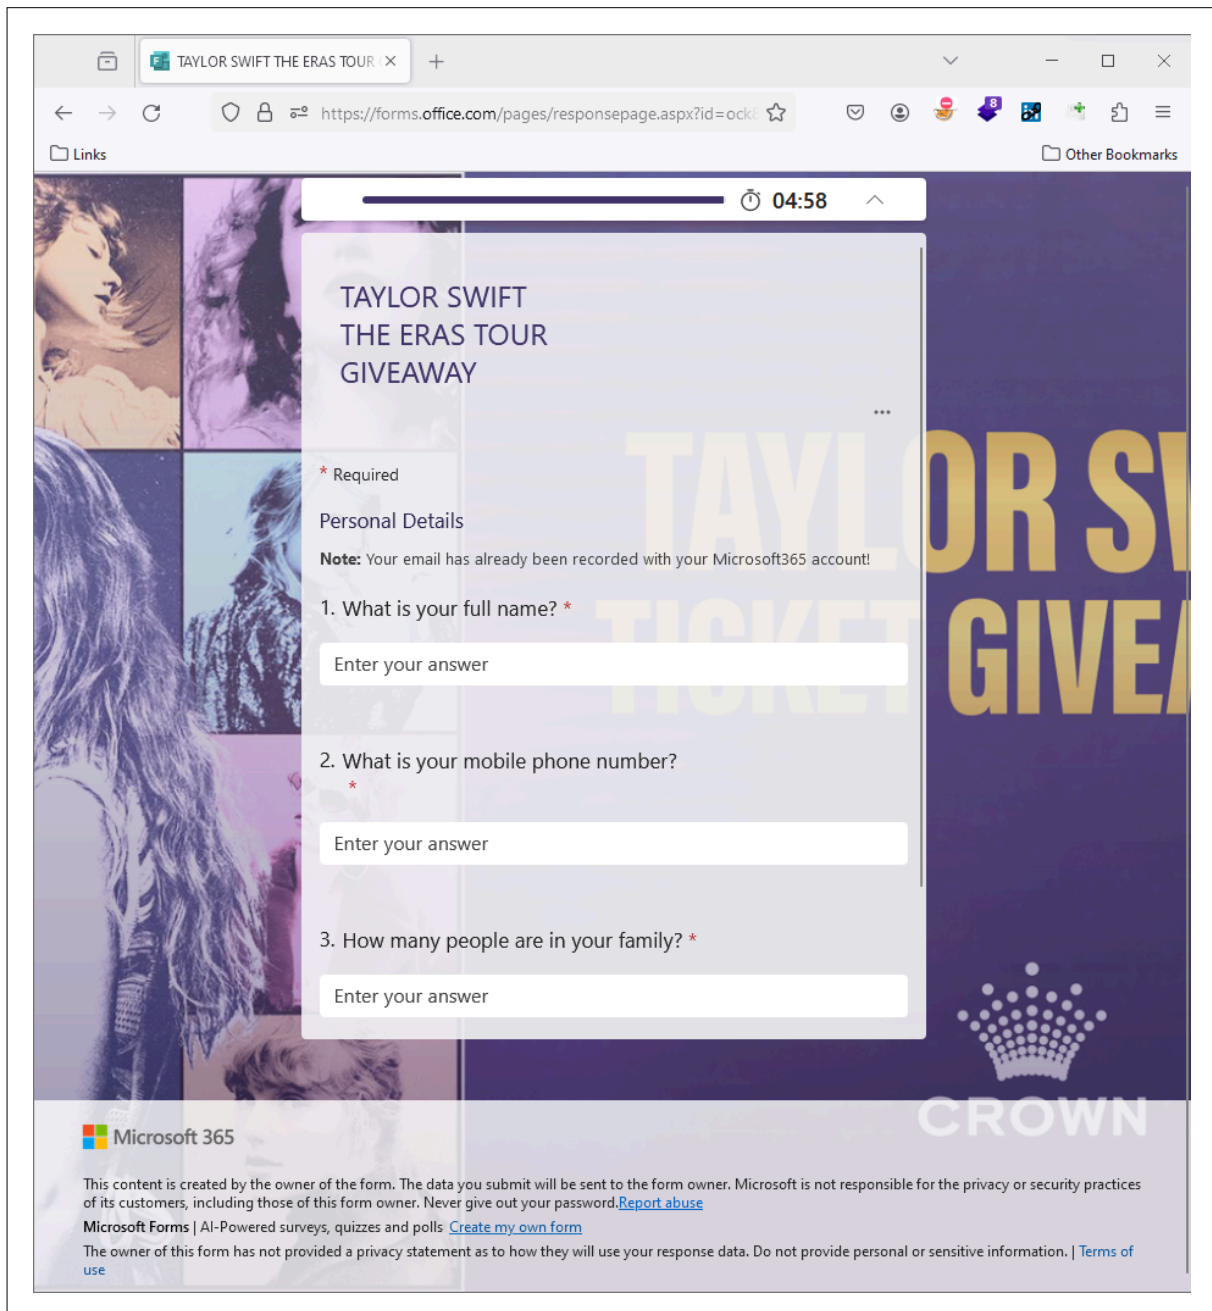 TAYLOR SWIFT THE ERAS TOUR
https://forms.office.com/pages/responsepage.aspx?id=ock
8
Links
Other Bookmarks
04:58
TAYLOR SWIFT
THE ERAS TOUR
GIVEAWAY
TAYLOR SW
TICKET GIVEA
* Required
Personal Details
Note: Your email has already been recorded with your Microsoft365 account!
1. What is your full name? *
Enter your answer
2. What is your mobile phone number?
*
Enter your answer
3. How many people are in your family? *
Enter your answer
CROWN
Microsoft 365
This content is created by the owner of the form. The data you submit will be sent to the form owner. Microsoft is not responsible for the privacy or security practices
of its customers, including those of this form owner. Never give out your password.Report abuse
Microsoft Forms | AI-Powered surveys, quizzes and polls Create my own form
The owner of this form has not provided a privacy statement as to how they will use your response data. Do not provide personal or sensitive information. | Terms of
use